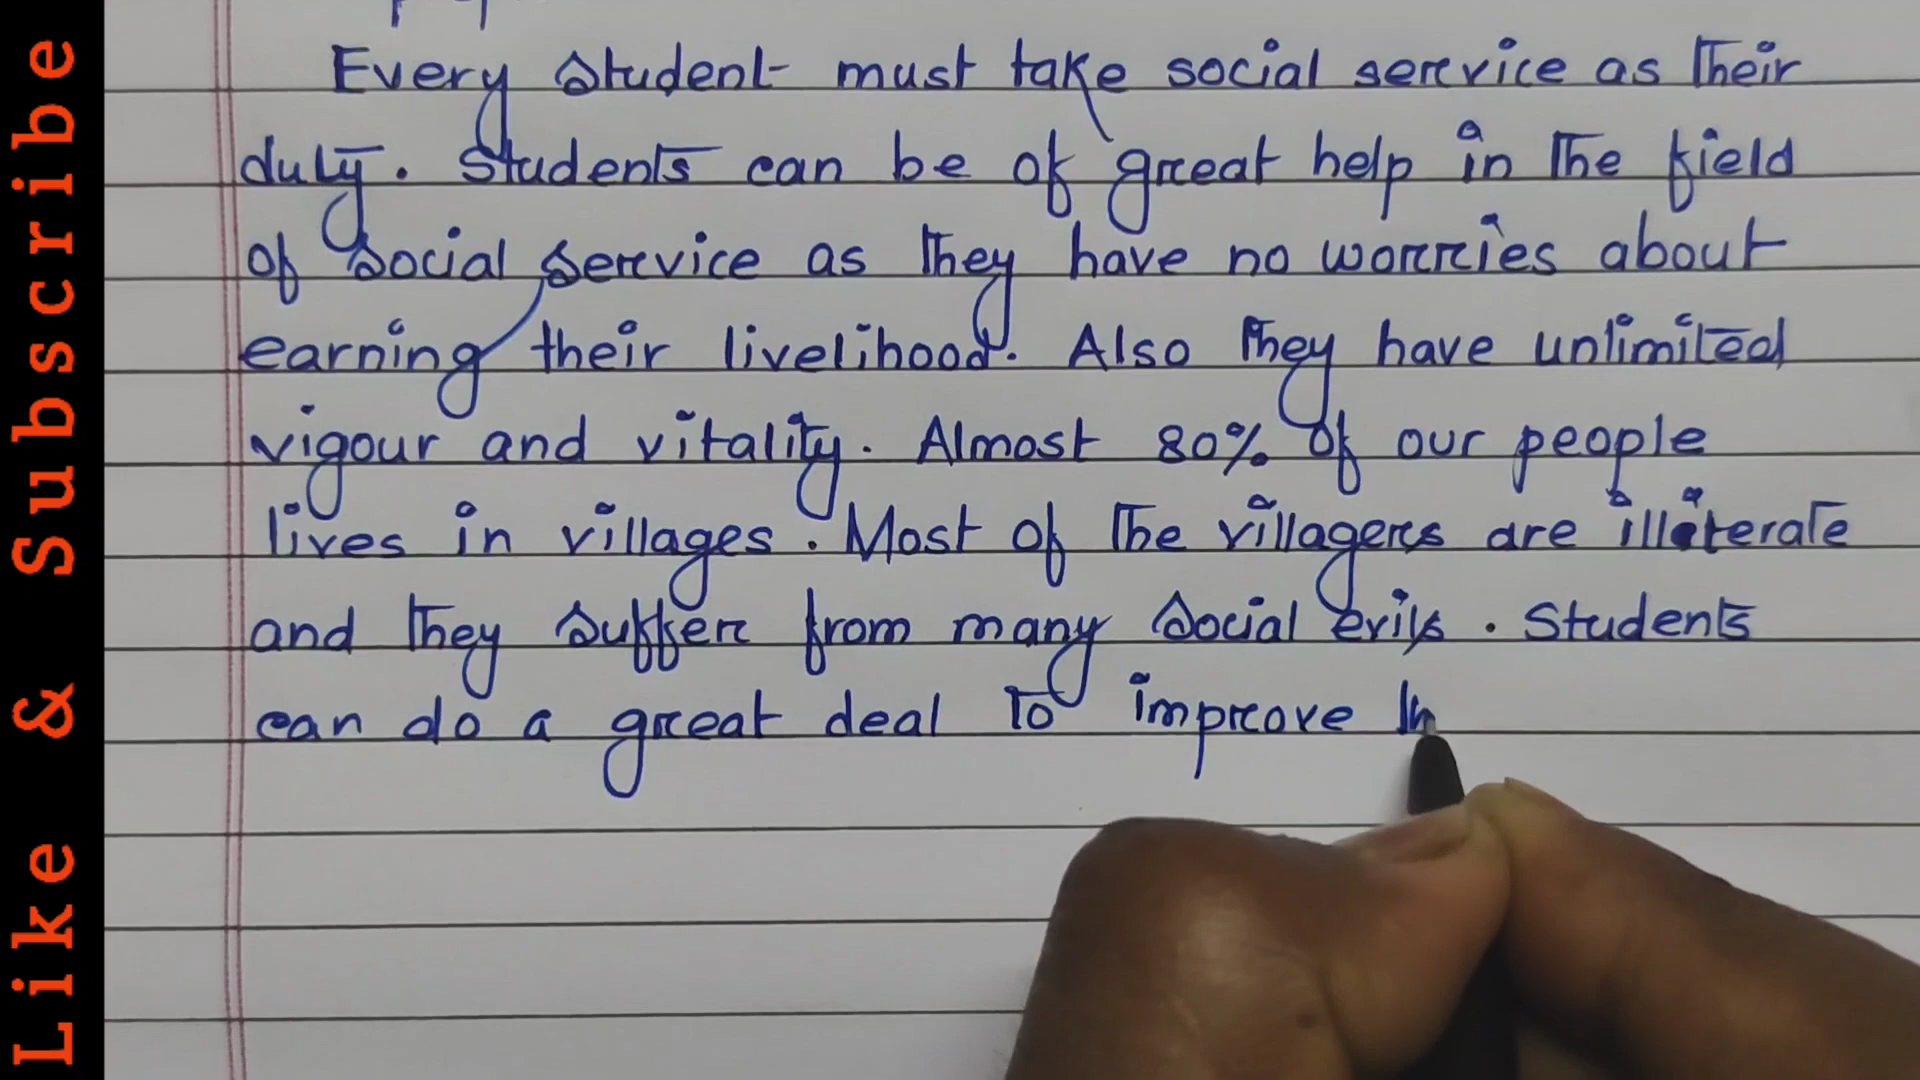 Like & Subscribe
Every student must take social service as their
duty. Students can be of great help in the field
of social service as they have no worries about
earning their livelihood. Also they have unlimited
vigour and vitality. Almost 80% of our people
lives in villages. Most of the villagers are illiterate
and they suffer from many social evils. Students
can do a great deal to improve th